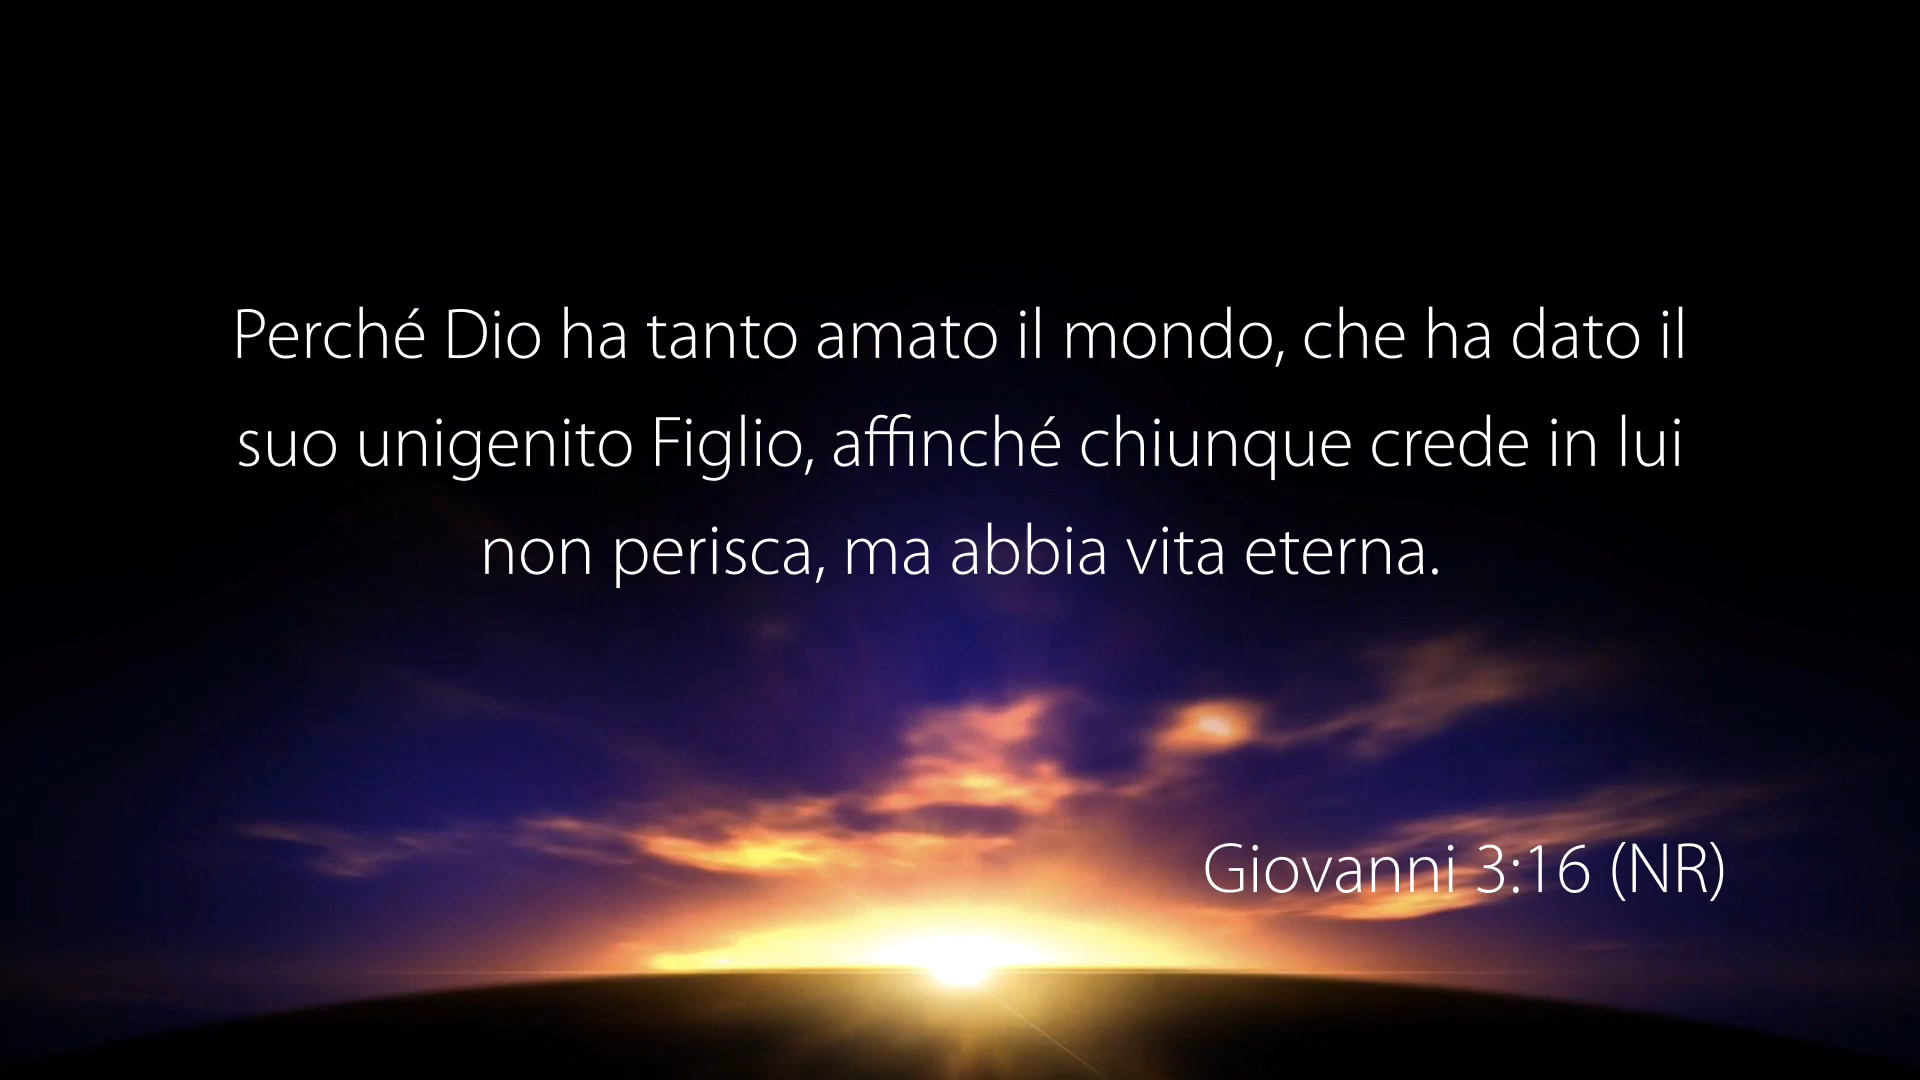 Perché Dio ha tanto amato il mondo, che ha dato il
suo unigenito Figlio, affinché chiunque crede in lui
non perisca, ma abbia vita eterna.
Giovanni 3:16 (NR)